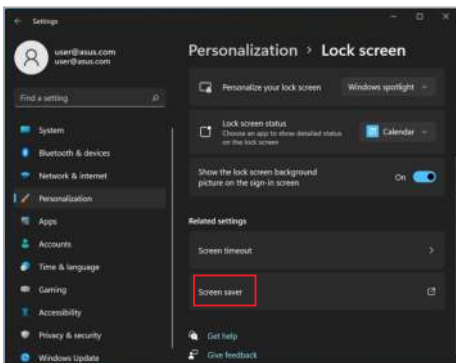 Settings
user@asus.com
user@asus.com
Find a setting
System
Bluetooth & devices
Network & internet
Personalization
Apps
Accounts
Time & language
Gaming
Accessibility
Privacy & security
Windows Update
Personalization > Lock screen
Personalize your lock screen
Windows spotlight
Lock screen status
Choose an app to show detailed status
on the lock screen
Calendar
Show the lock screen background
picture on the sign-in screen
On
Related settings
Screen timeout
Screen saver
Get help
Give feedback